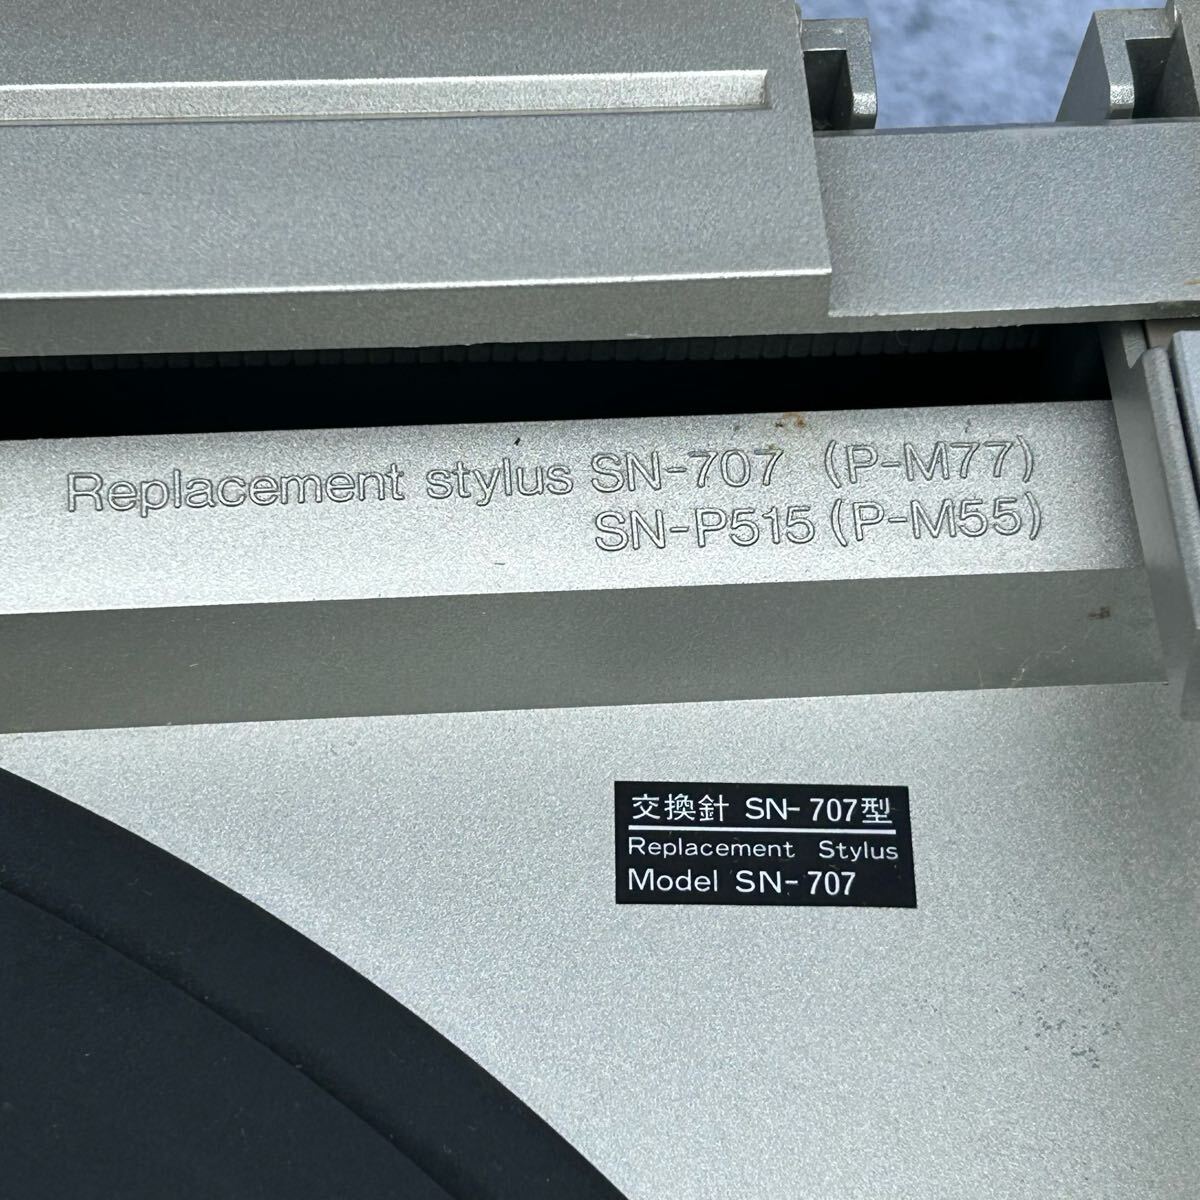 Replacement stylus SN-707 (P-M77)
SN-P515 (P-M55)
交換針 SN-707型
Replacement Stylus
Model SN-707